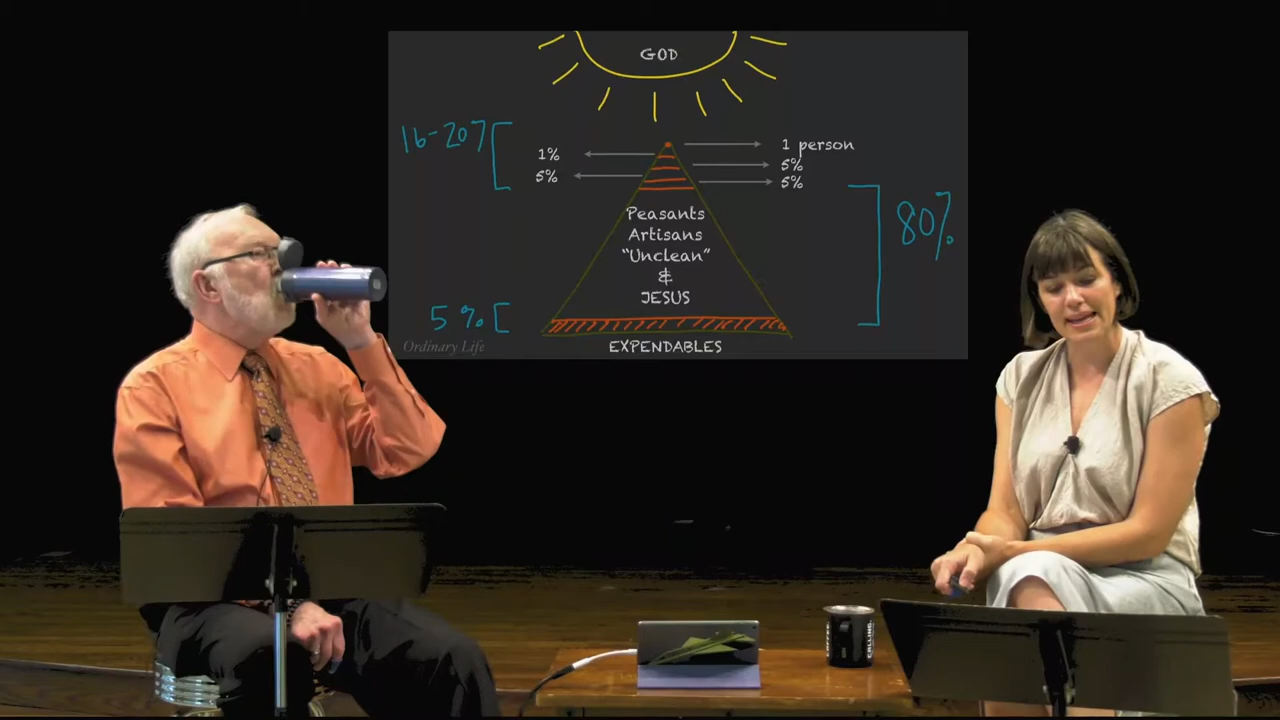 GOD
16-20%
1%
5%
1 person
5%
5%
Peasants
Artisans
"Unclean"
&
JESUS
80%
5%
Ordinary Life
EXPENDABLES